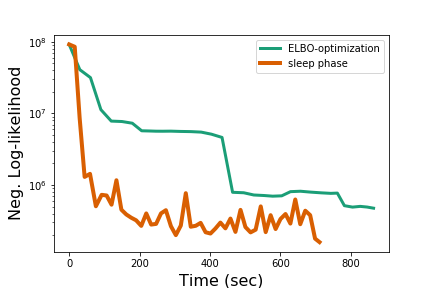 10⁸
10⁷
10⁶
Neg. Log-likelihood
ELBO-optimization
sleep phase
0 200 400 600 800
Time (sec)